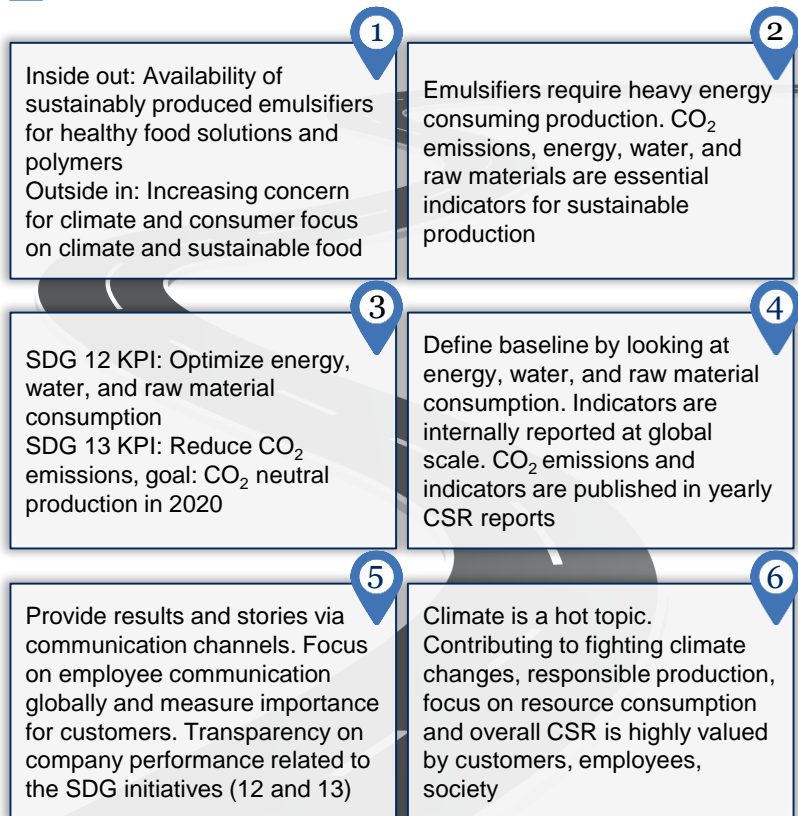 1
Inside out: Availability of
sustainably produced emulsifiers
for healthy food solutions and
polymers
Outside in: Increasing concern
for climate and consumer focus
on climate and sustainable food
2
Emulsifiers require heavy energy
consuming production. CO₂
emissions, energy, water, and
raw materials are essential
indicators for sustainable
production
3
SDG 12 KPI: Optimize energy,
water, and raw material
consumption
SDG 13 KPI: Reduce CO₂
emissions, goal: CO₂ neutral
production in 2020
4
Define baseline by looking at
energy, water, and raw material
consumption. Indicators are
internally reported at global
scale. CO₂ emissions and
indicators are published in yearly
CSR reports
5
Provide results and stories via
communication channels. Focus
on employee communication
globally and measure importance
for customers. Transparency on
company performance related to
the SDG initiatives (12 and 13)
6
Climate is a hot topic.
Contributing to fighting climate
changes, responsible production,
focus on resource consumption
and overall CSR is highly valued
by customers, employees,
society